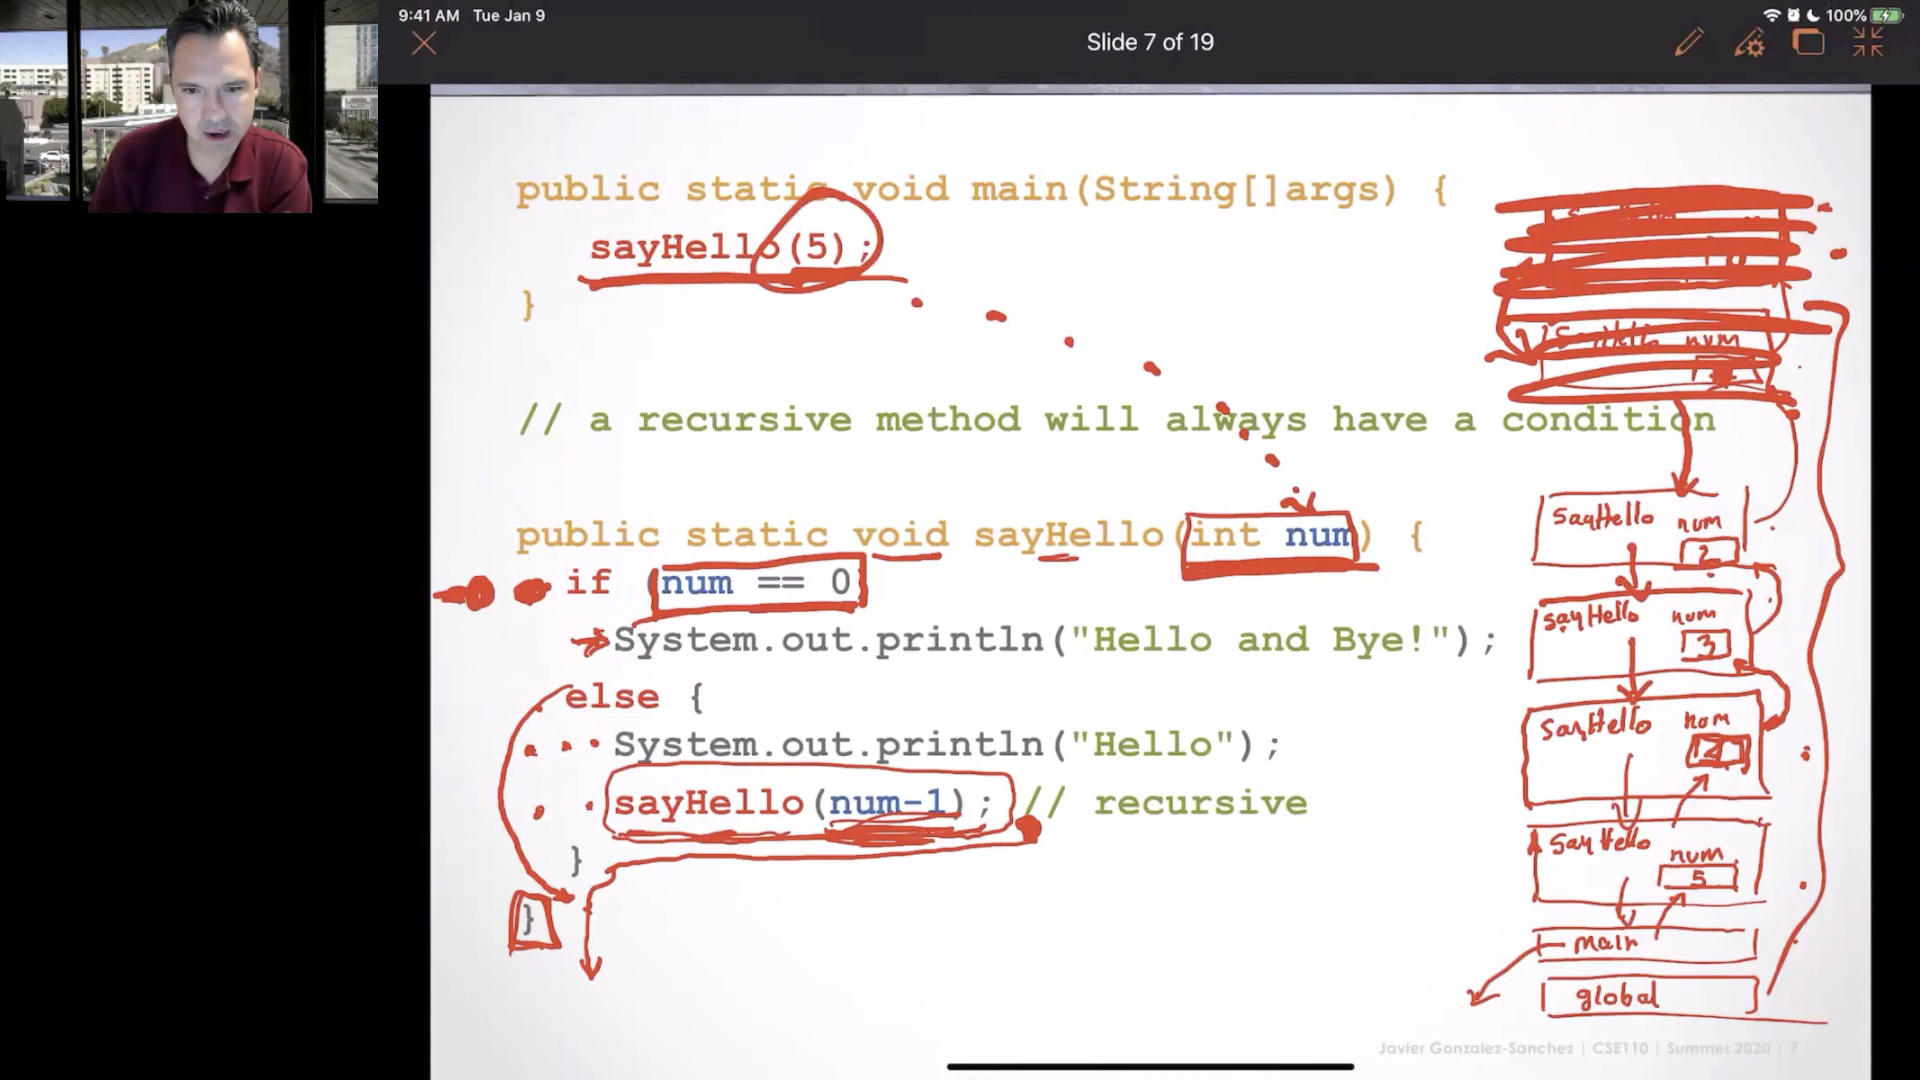 9:41 AM Tue Jan 9
100%
Slide 7 of 19
public static void main(String[]args) {
sayHello(5);
}
// a recursive method will always have a condition
public static void sayHello(int num) {
if (num == 0
System.out.println("Hello and Bye!");
else {
System.out.println("Hello");
sayHello(num-1); // recursive
}
}
num
SayHello num
2
sayHello num
3
SayHello num
SayHello num
5
main
global
Javier Gonzalez-Sanchez | CSE110 | Summer 2020 | 7